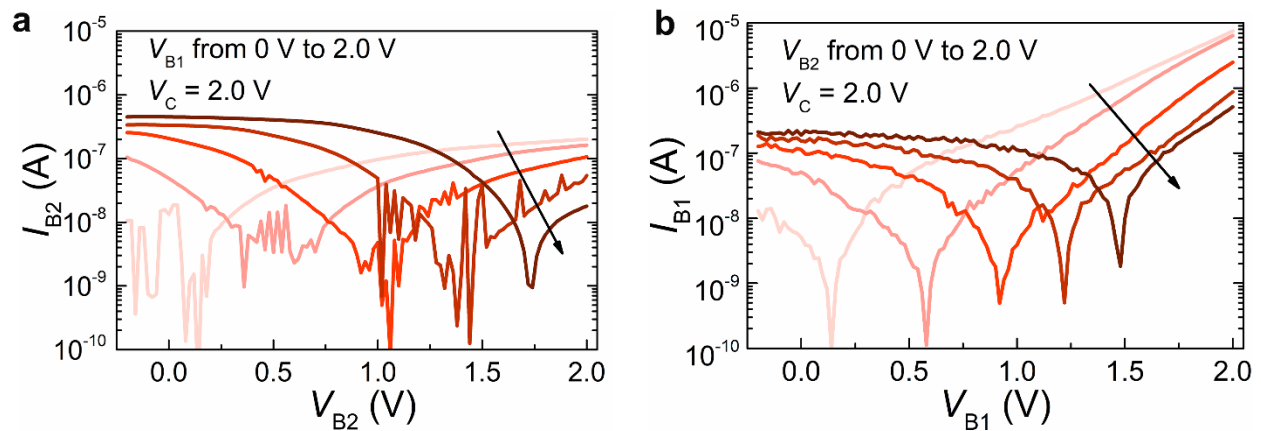 a
V_B1 from 0 V to 2.0 V
V_C = 2.0 V
10^-5
10^-6
10^-7
10^-8
10^-9
10^-10
I_B2 (A)
0.0 0.5 1.0 1.5 2.0
V_B2 (V)
b
V_B2 from 0 V to 2.0 V
V_C = 2.0 V
10^-5
10^-6
10^-7
10^-8
10^-9
10^-10
I_B1 (A)
0.0 0.5 1.0 1.5 2.0
V_B1 (V)